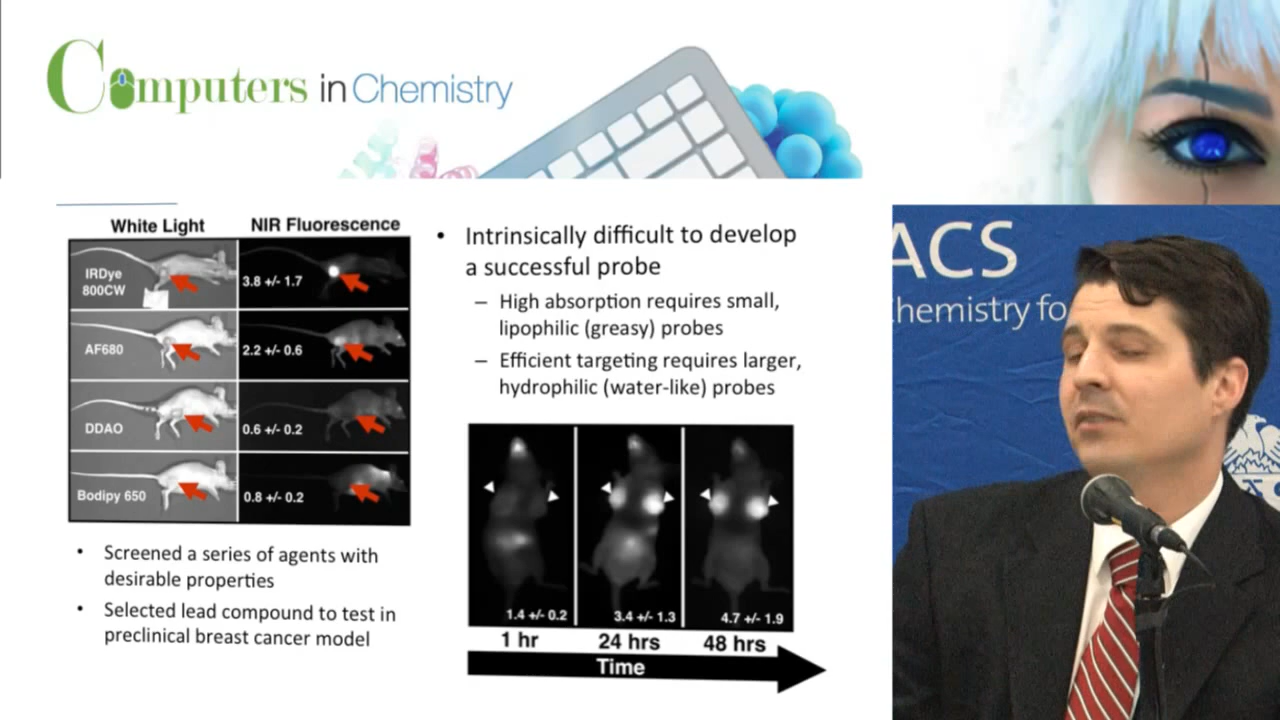 Computers in Chemistry
White Light
NIR Fluorescence
IRDye
800CW
3.8 +/- 1.7
AF680
2.2 +/- 0.6
DDAO
0.6 +/- 0.2
Bodipy 650
0.8 +/- 0.2
• Screened a series of agents with
desirable properties
• Selected lead compound to test in
preclinical breast cancer model
• Intrinsically difficult to develop
a successful probe
– High absorption requires small,
lipophilic (greasy) probes
– Efficient targeting requires larger,
hydrophilic (water-like) probes
1.4 +/- 0.2
3.4 +/- 1.3
4.7 +/- 1.9
1 hr
24 hrs
48 hrs
Time
ACS
Chemistry fo